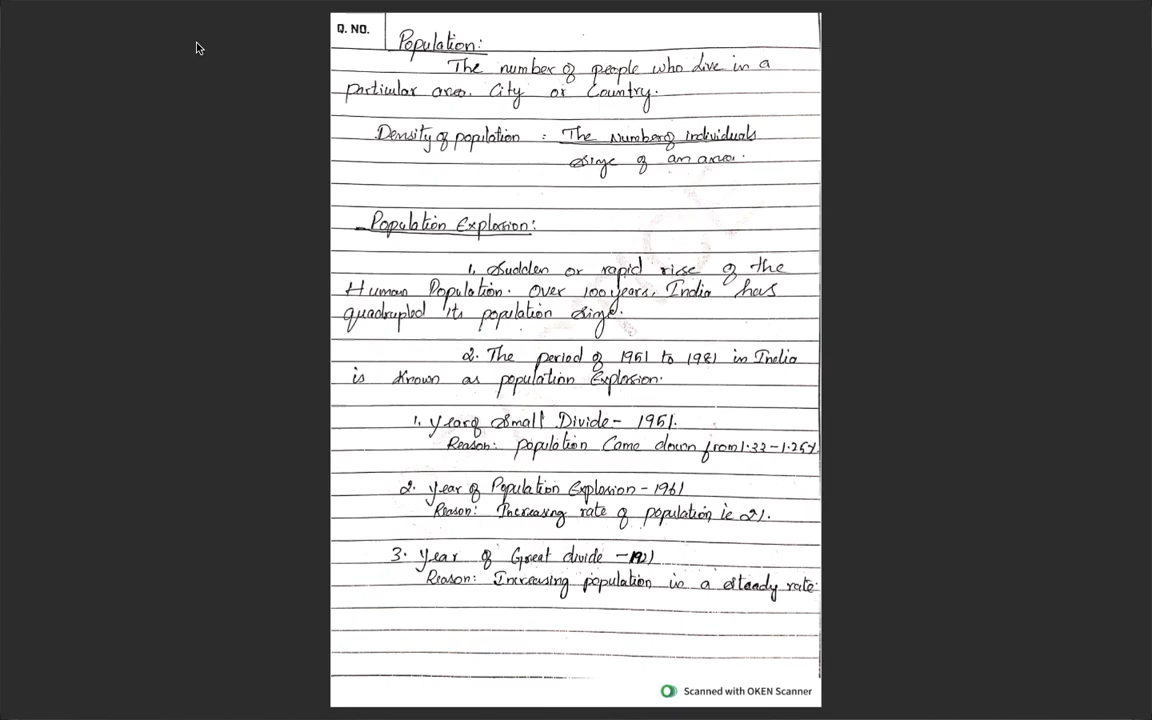 Q. NO.
Population:
The number of people who live in a
particular area. City or Country.
Density of population : The Number of individuals
Size of an area.
Population Explosion:
1. Sudden or rapid rise of the
Human Population. Over 100 years, India has
quadrupled its population size.
2. The period of 1951 to 1981 in India
is Known as population Explosion.
1. Year of Small Divide - 1951.
Reason: population Came down from 1.33 - 1.25%
2. Year of Population Explosion - 1961
Reason: Increasing rate of population ie 2%.
3. Year of Great divide - 1921
Reason: Increasing population in a steady rate.
Scanned with OKEN Scanner